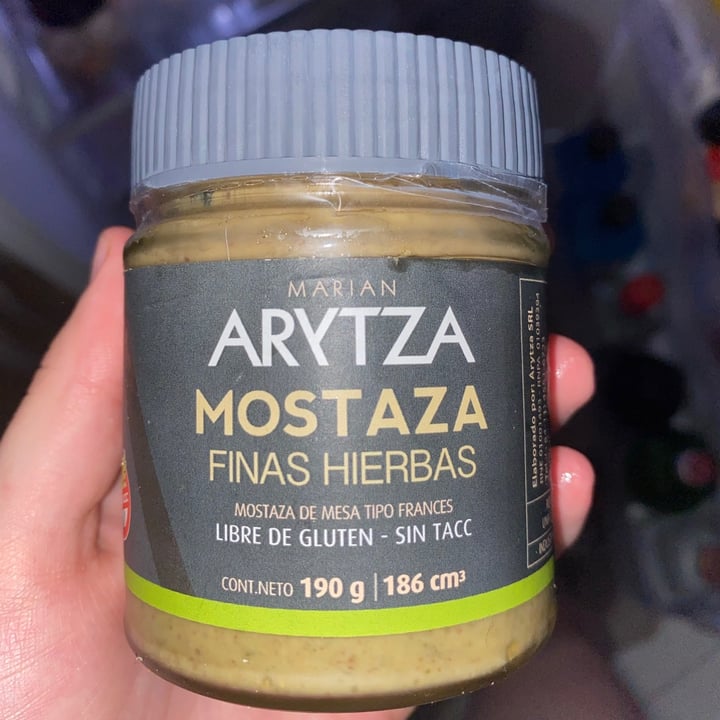 MARIAN
ARYTZA
MOSTAZA
FINAS HIERBAS
MOSTAZA DE MESA TIPO FRANCES
LIBRE DE GLUTEN - SIN TACC
CONT.NETO 190 g | 186 cm³
Elaborado por: Arytza SRL